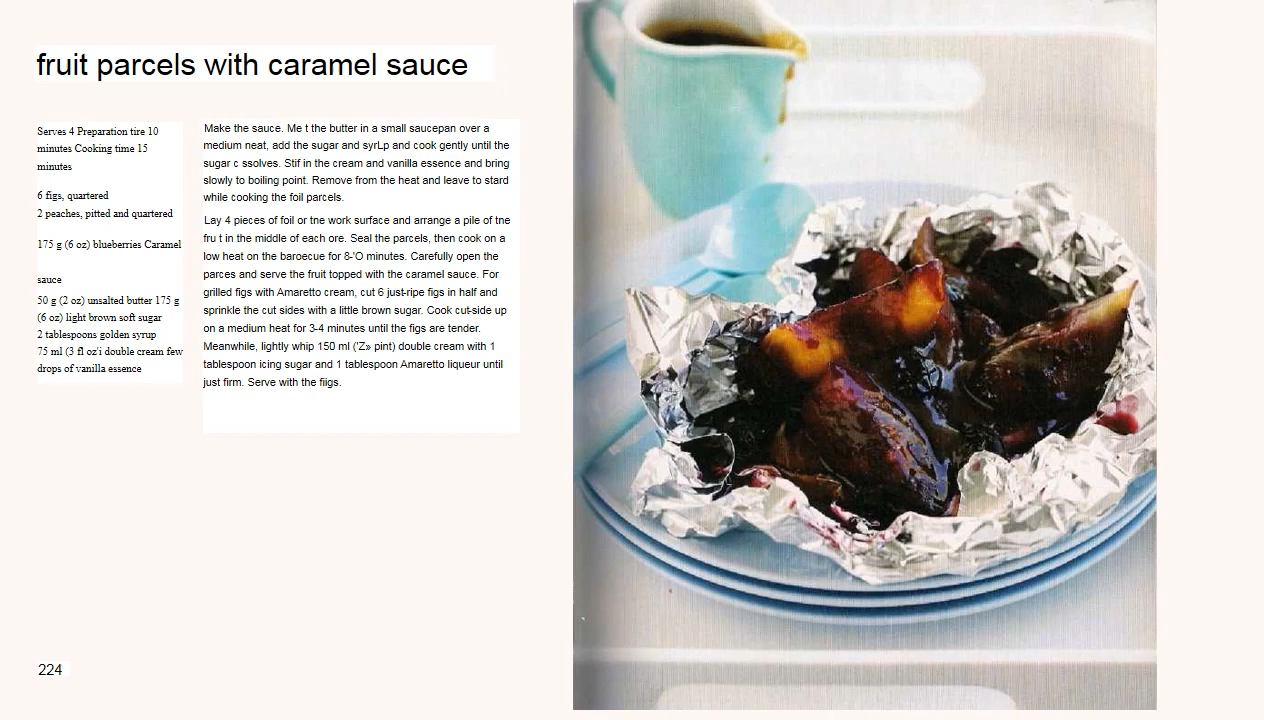 fruit parcels with caramel sauce
Serves 4 Preparation tire 10
minutes Cooking time 15
minutes
6 figs, quartered
2 peaches, pitted and quartered
175 g (6 oz) blueberries Caramel
sauce
50 g (2 oz) unsalted butter 175 g
(6 oz) light brown soft sugar
2 tablespoons golden syrup
75 ml (3 fl oz'i double cream few
drops of vanilla essence
Make the sauce. Me t the butter in a small saucepan over a
medium neat, add the sugar and syrLp and cook gently until the
sugar c ssolves. Stif in the cream and vanilla essence and bring
slowly to boiling point. Remove from the heat and leave to stard
while cooking the foil parcels.
Lay 4 pieces of foil or tne work surface and arrange a pile of tne
fru t in the middle of each ore. Seal the parcels, then cook on a
low heat on the baroecue for 8-'O minutes. Carefully open the
parces and serve the fruit topped with the caramel sauce. For
grilled figs with Amaretto cream, cut 6 just-ripe figs in half and
sprinkle the cut sides with a little brown sugar. Cook cut-side up
on a medium heat for 3-4 minutes until the figs are tender.
Meanwhile, lightly whip 150 ml ('Z» pint) double cream with 1
tablespoon icing sugar and 1 tablespoon Amaretto liqueur until
just firm. Serve with the fiigs.
224